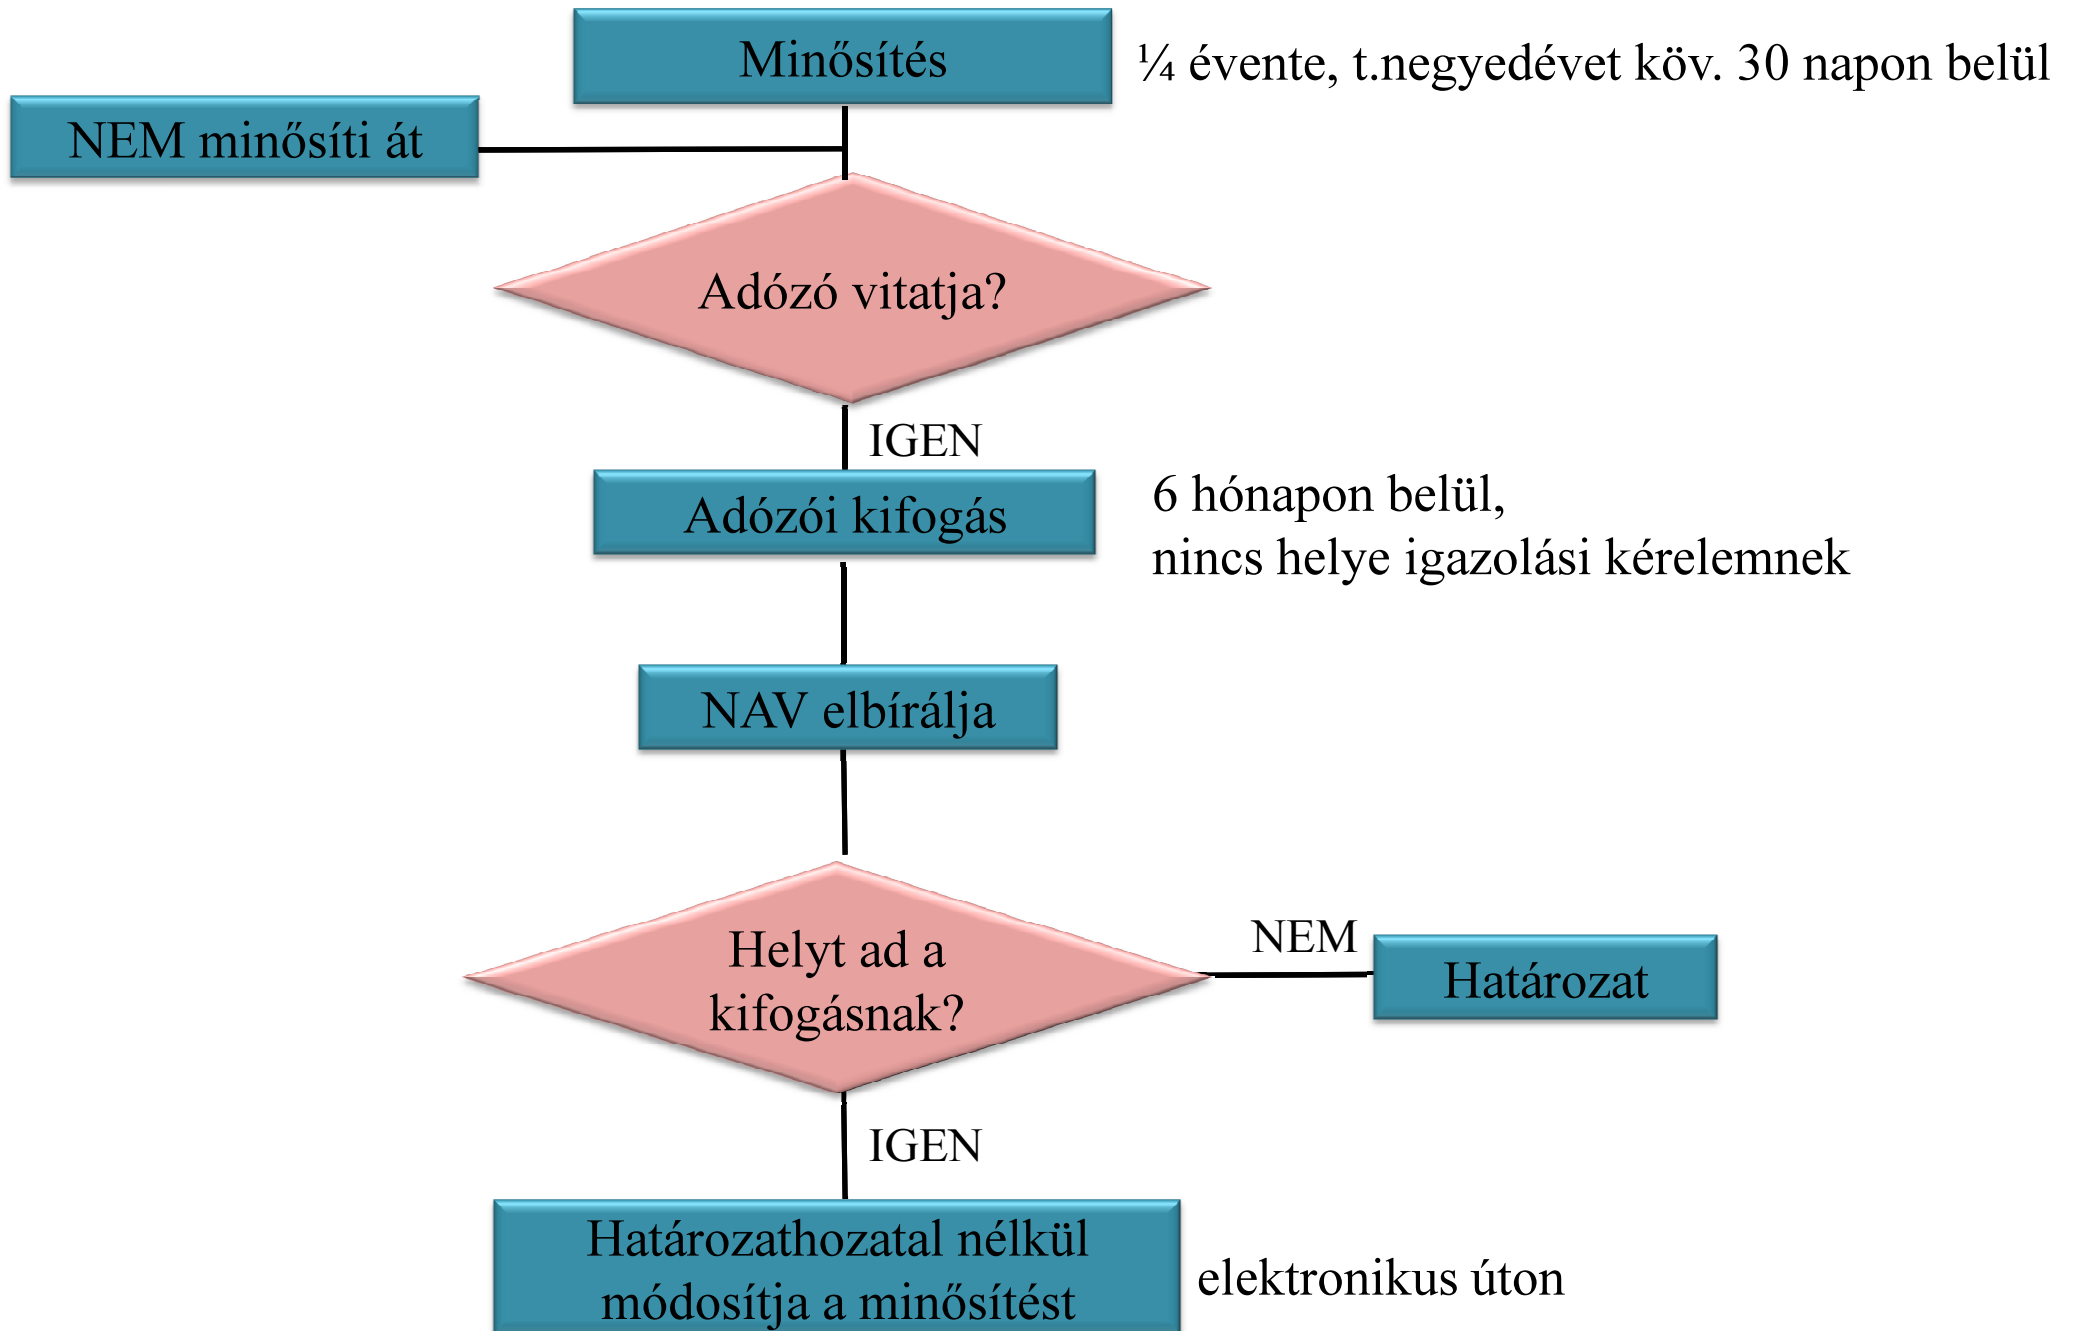 Minősítés
¼ évente, t.negyedévet köv. 30 napon belül
NEM minősíti át
Adózó vitatja?
IGEN
Adózói kifogás
6 hónapon belül,
nincs helye igazolási kérelemnek
NAV elbírálja
Helyt ad a
kifogásnak?
NEM
Határozat
IGEN
Határozathozatal nélkül
módosítja a minősítést
elektronikus úton